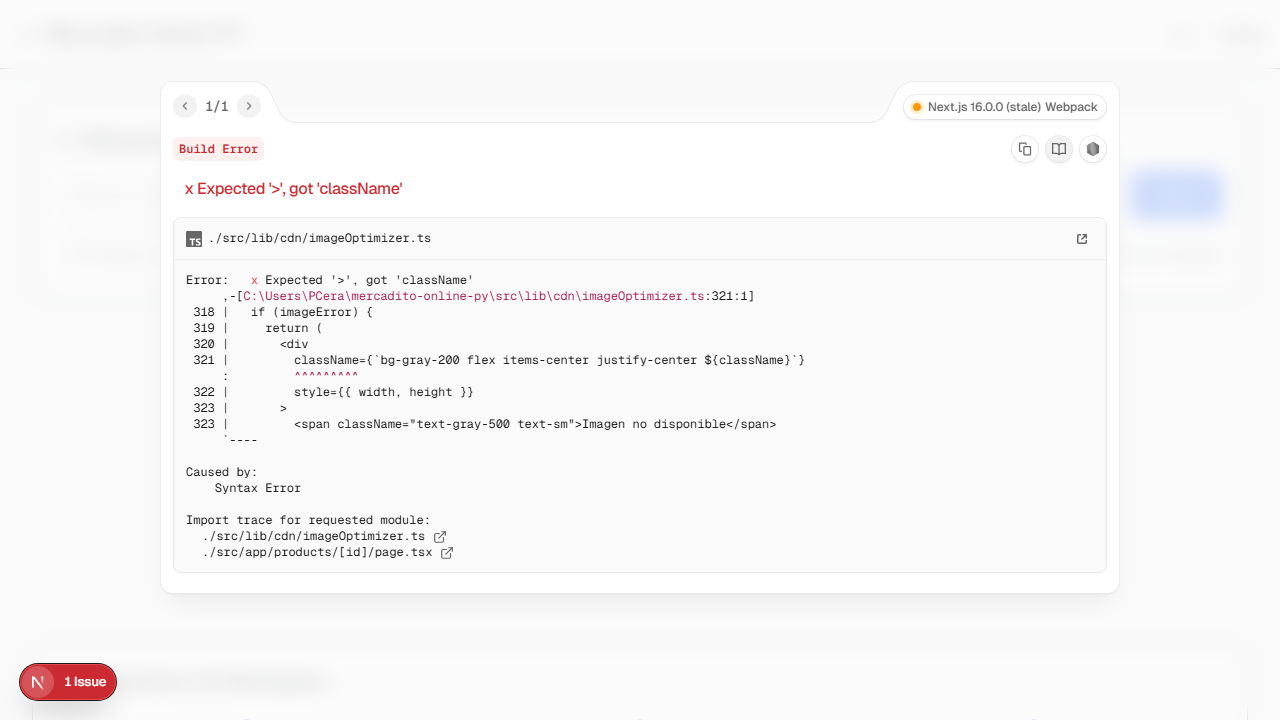 1/1
Next.js 16.0.0 (stale) Webpack
Build Error
x Expected '>', got 'className'
TS ./src/lib/cdn/imageOptimizer.ts
Error:   x Expected '>', got 'className'
     ,-[C:\Users\PCera\mercadito-online-py\src\lib\cdn\imageOptimizer.ts:321:1]
 318 |   if (imageError) {
 319 |     return (
 320 |       <div
 321 |         className={`bg-gray-200 flex items-center justify-center ${className}`}
     :         ^^^^^^^^^
 322 |         style={{ width, height }}
 323 |       >
 323 |         <span className="text-gray-500 text-sm">Imagen no disponible</span>
     `----
Caused by:
    Syntax Error
Import trace for requested module:
./src/lib/cdn/imageOptimizer.ts
./src/app/products/[id]/page.tsx
N 1 Issue